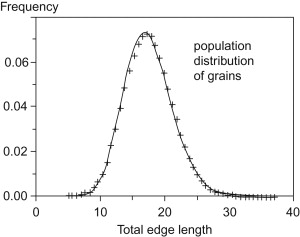 Frequency
population
distribution
of grains
0.06
0.04
0.02
0.00
0 10 20 30 40
Total edge length